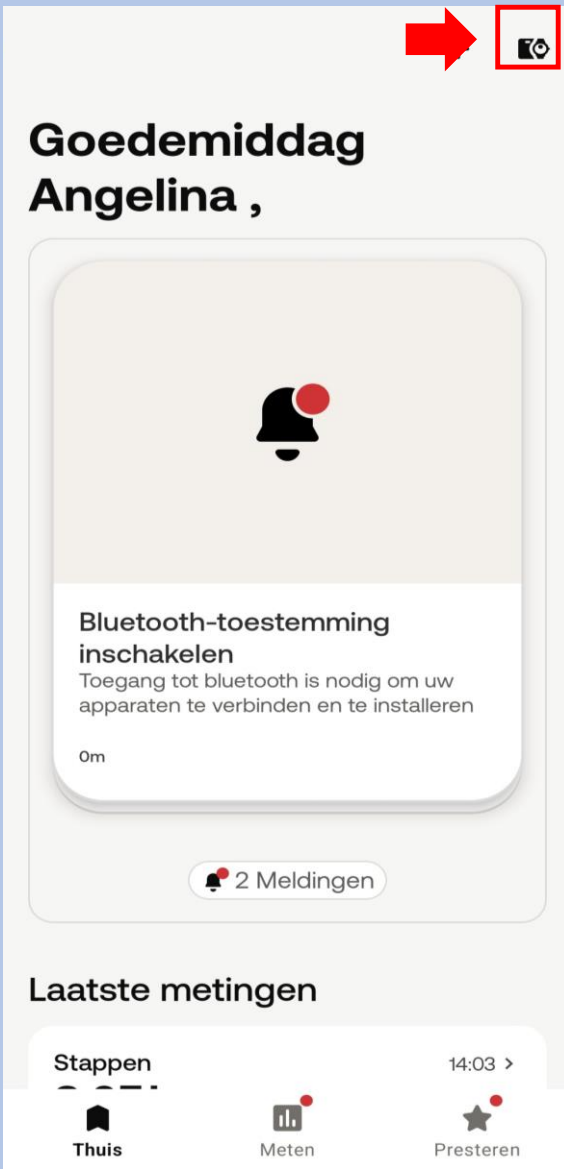 Goedemiddag
Angelina ,
Bluetooth-toestemming
inschakelen
Toegang tot bluetooth is nodig om uw
apparaten te verbinden en te installeren
0m
2 Meldingen
Laatste metingen
Stappen 14:03 >
Thuis Meten Presteren